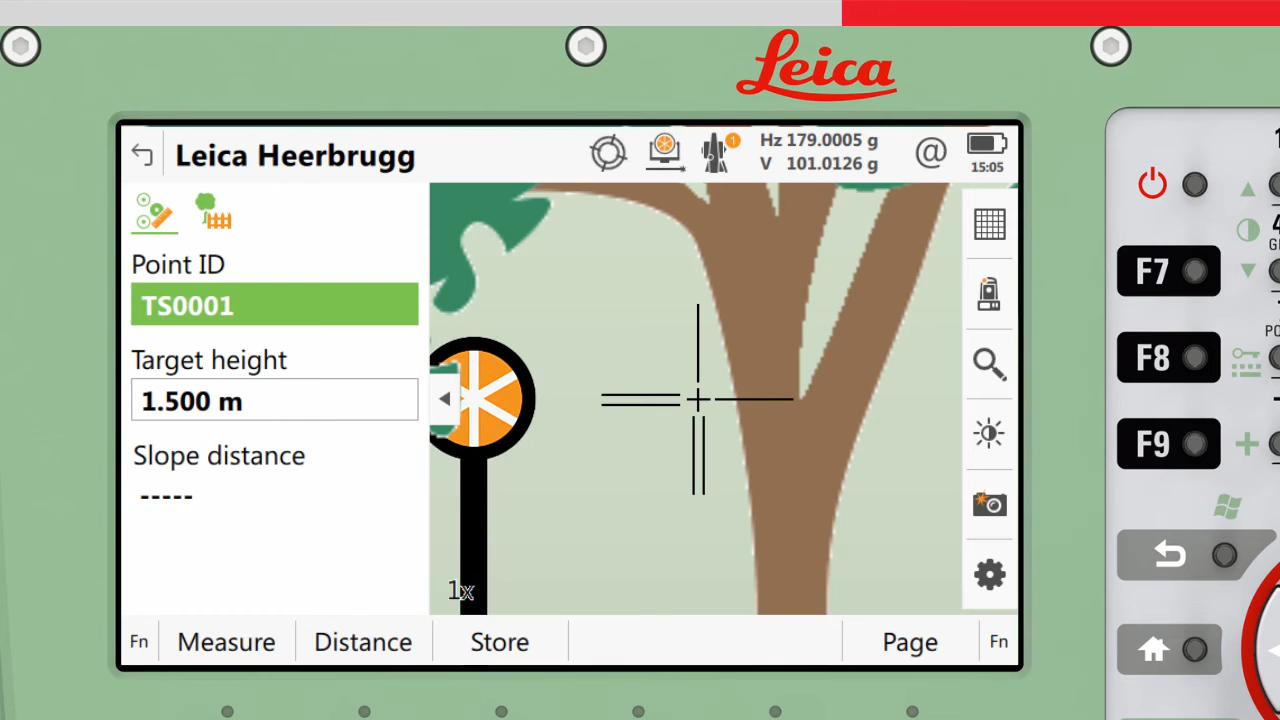 Leica
Leica Heerbrugg
1
Hz 179.0005 g
V 101.0126 g
@
15:05
Point ID
TS0001
Target height
1.500 m
Slope distance
-----
1x
Fn
Measure
Distance
Store
Page
Fn
F7
F8
F9